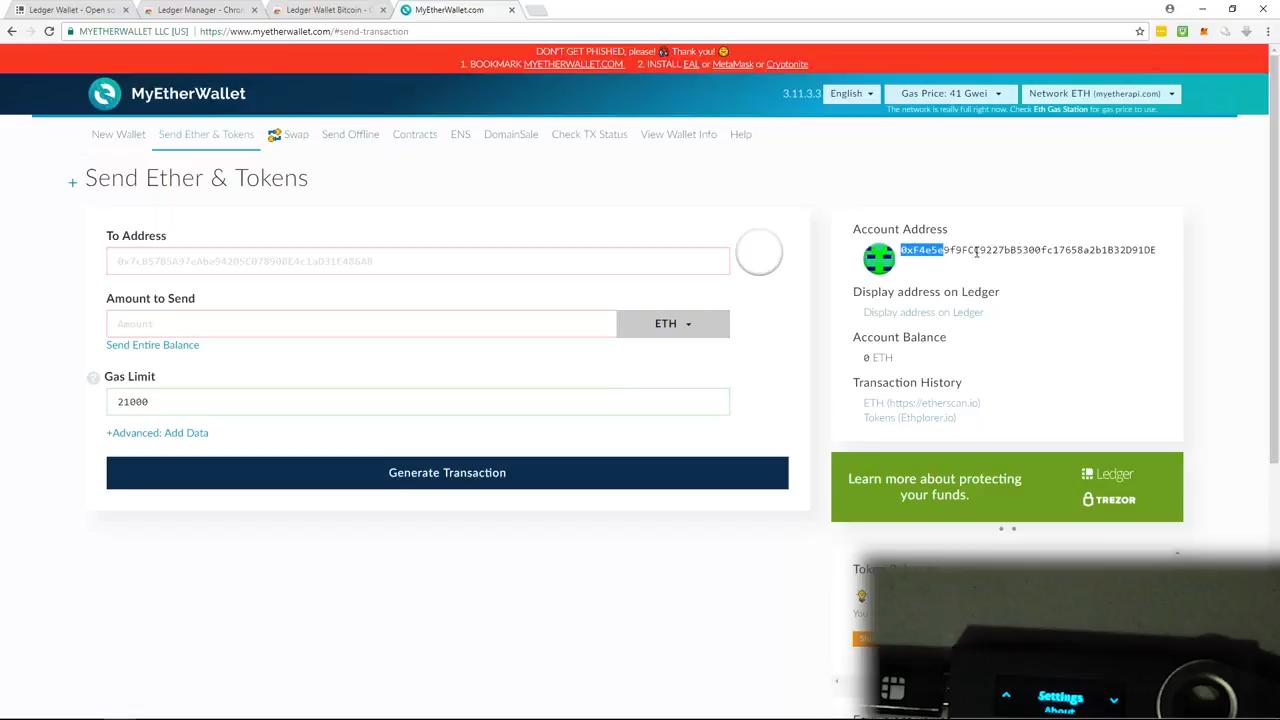 Ledger Wallet - Open so
Ledger Manager - Chrom
Ledger Wallet Bitcoin - C
MyEtherWallet.com
MYETHERWALLET LLC [US]
https://www.myetherwallet.com/#send-transaction
DON'T GET PHISHED, please! Thank you!
1. BOOKMARK MYETHERWALLET.COM 2. INSTALL EAL or MetaMask or Cryptonite
MyEtherWallet
3.11.3.3
English
Gas Price: 41 Gwei
Network ETH (myetherapi.com)
The network is really full right now. Check Eth Gas Station for gas price to use.
New Wallet
Send Ether & Tokens
Swap
Send Offline
Contracts
ENS
DomainSale
Check TX Status
View Wallet Info
Help
+ Send Ether & Tokens
To Address
Amount to Send
Amount
ETH
Send Entire Balance
Gas Limit
21000
+Advanced: Add Data
Generate Transaction
Account Address
Display address on Ledger
Display address on Ledger
Account Balance
0 ETH
Transaction History
ETH (https://etherscan.io)
Tokens (Ethplorer.io)
Learn more about protecting
your funds.
Ledger
TREZOR
Settings
About